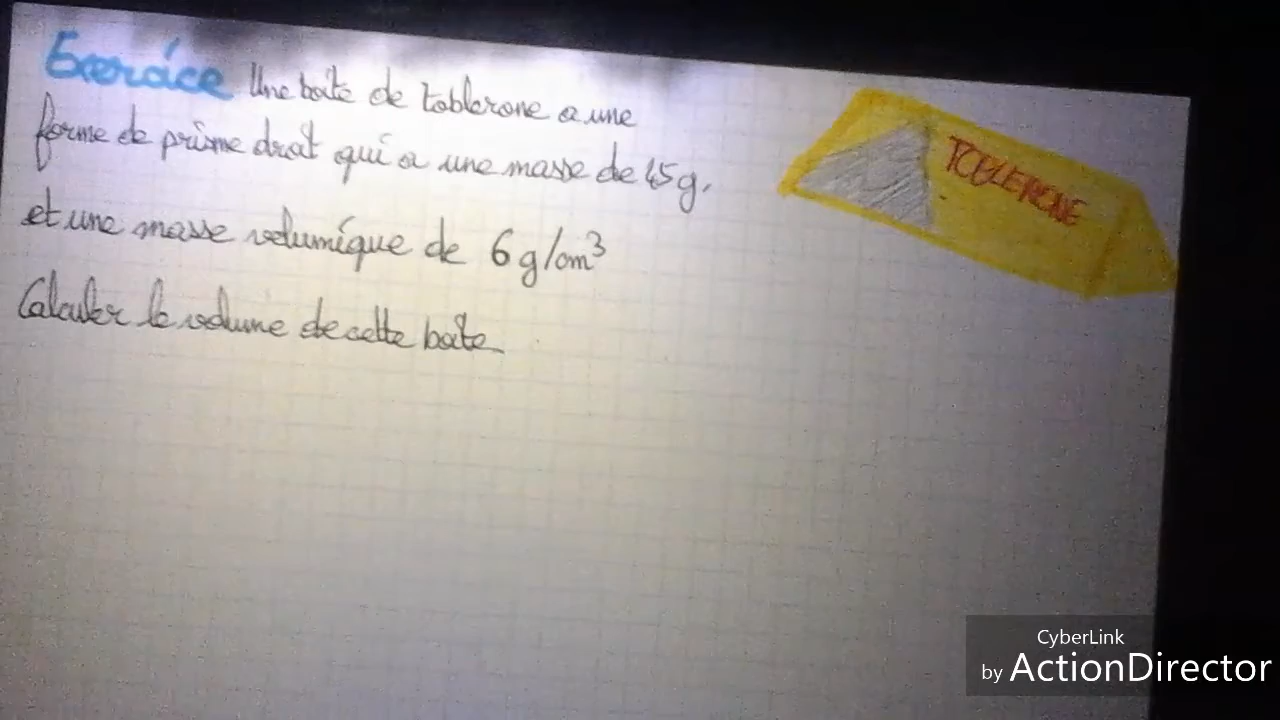 Exercice Une boîte de toblerone a une
forme de prisme droit qui a une masse de 45g,
et une masse volumique de 6 g/cm³
Calculer le volume de cette boîte
TOBLERONE
CyberLink
by ActionDirector